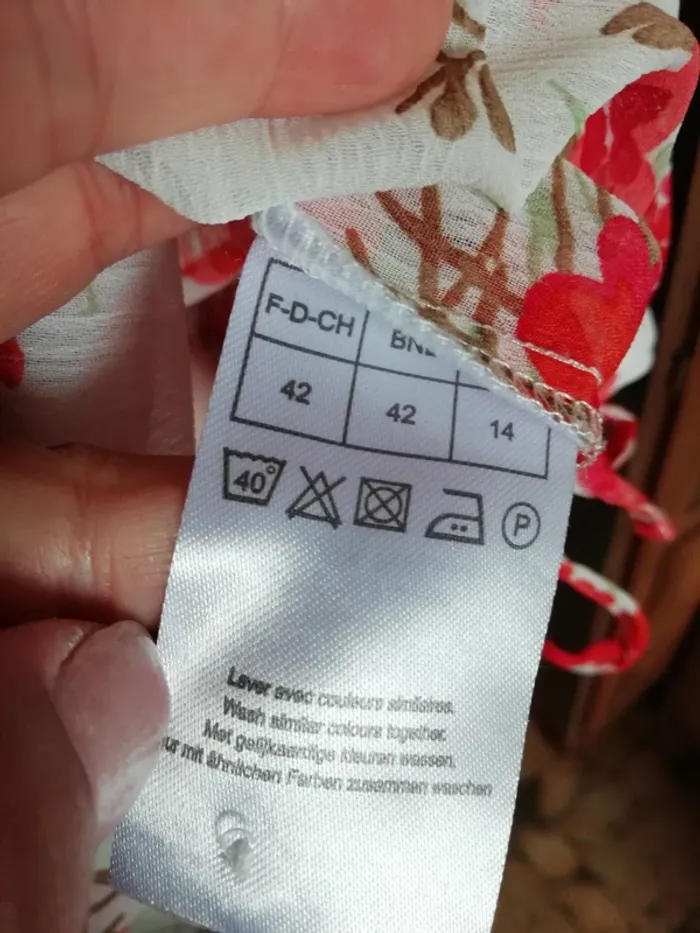 F-D-CH
42 42 14
40°
P
Laver avec couleurs similaires.
Wash similar colours together.
Met gelijkaardige kleuren wassen.
mit ähnlichen Farben zusammen waschen